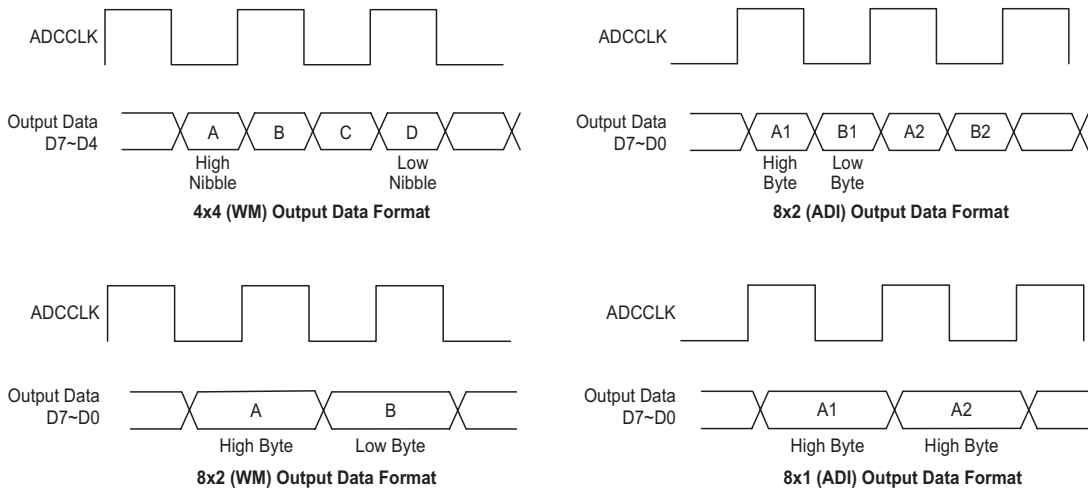 ADCCLK
Output Data
D7~D4
A B C D
High
Nibble
Low
Nibble
4x4 (WM) Output Data Format
ADCCLK
Output Data
D7~D0
A1 B1 A2 B2
High
Byte
Low
Byte
8x2 (ADI) Output Data Format
ADCCLK
Output Data
D7~D0
A B
High Byte Low Byte
8x2 (WM) Output Data Format
ADCCLK
Output Data
D7~D0
A1 A2
High Byte High Byte
8x1 (ADI) Output Data Format